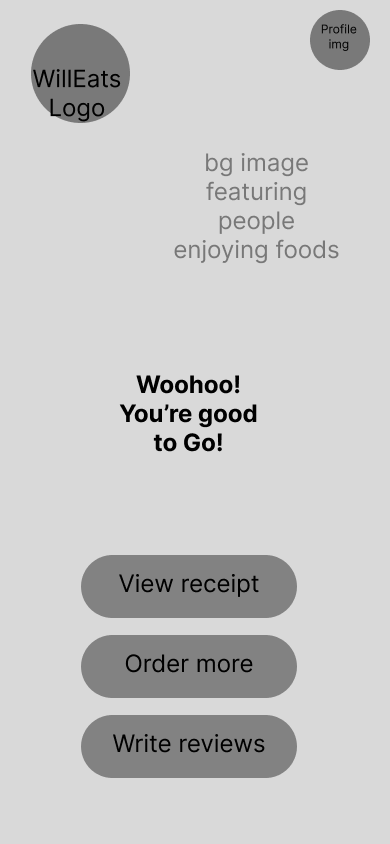 WillEats
Logo
Profile
img
bg image
featuring
people
enjoying foods
Woohoo!
You’re good
to Go!
View receipt
Order more
Write reviews